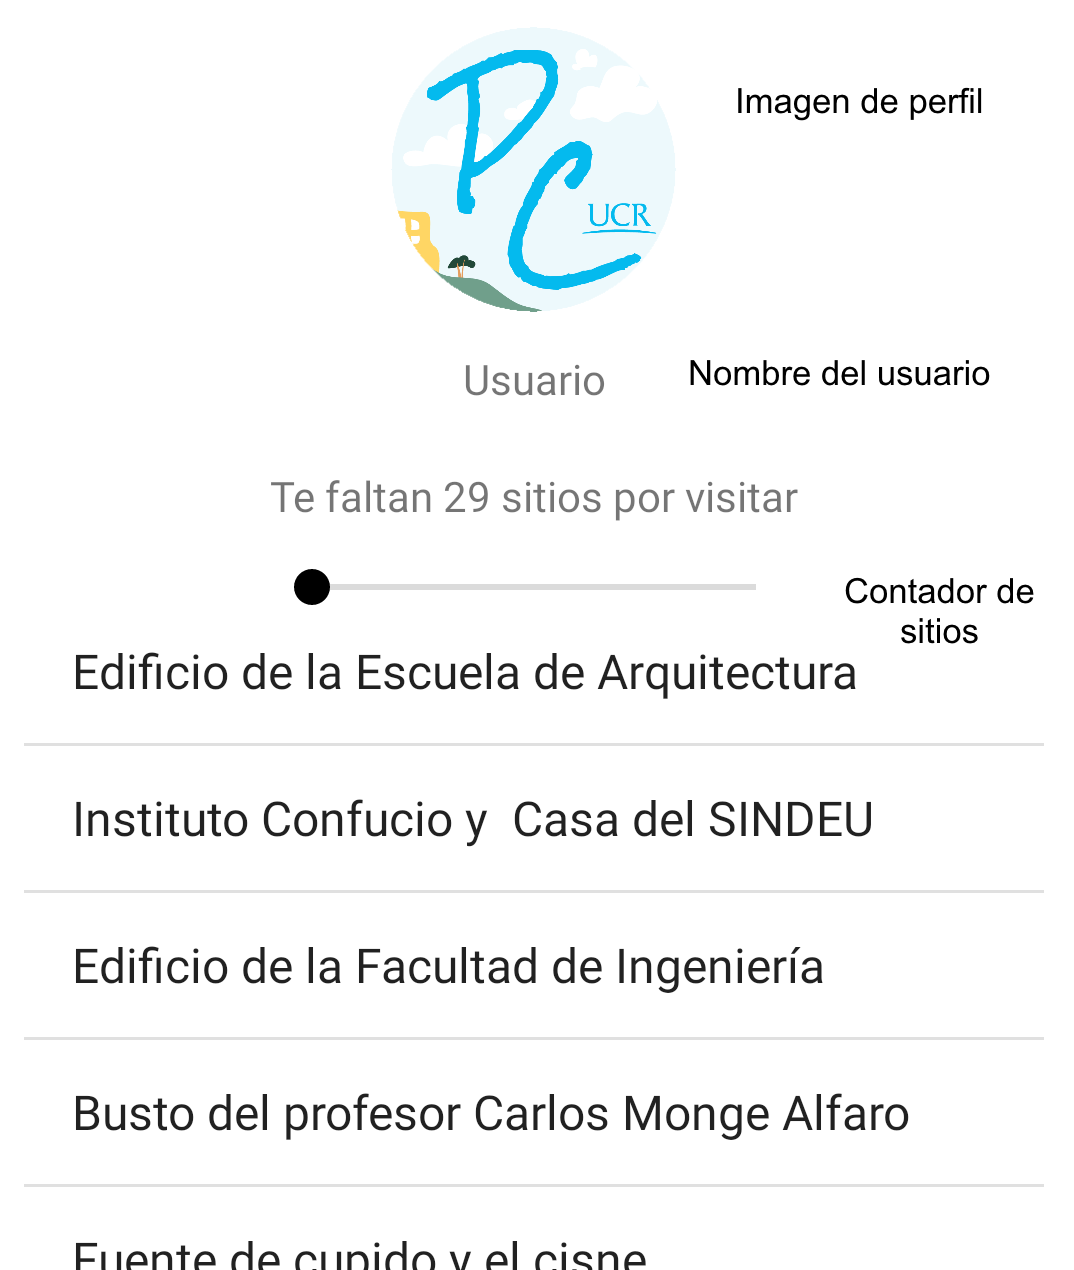 PC
UCR
Imagen de perfil
Usuario
Nombre del usuario
Te faltan 29 sitios por visitar
Contador de
sitios
Edificio de la Escuela de Arquitectura
Instituto Confucio y  Casa del SINDEU
Edificio de la Facultad de Ingeniería
Busto del profesor Carlos Monge Alfaro
Fuente de cupido y el cisne